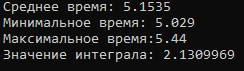 Среднее время: 5.1535
Минимальное время: 5.029
Максимальное время:5.44
Значение интеграла: 2.1309969